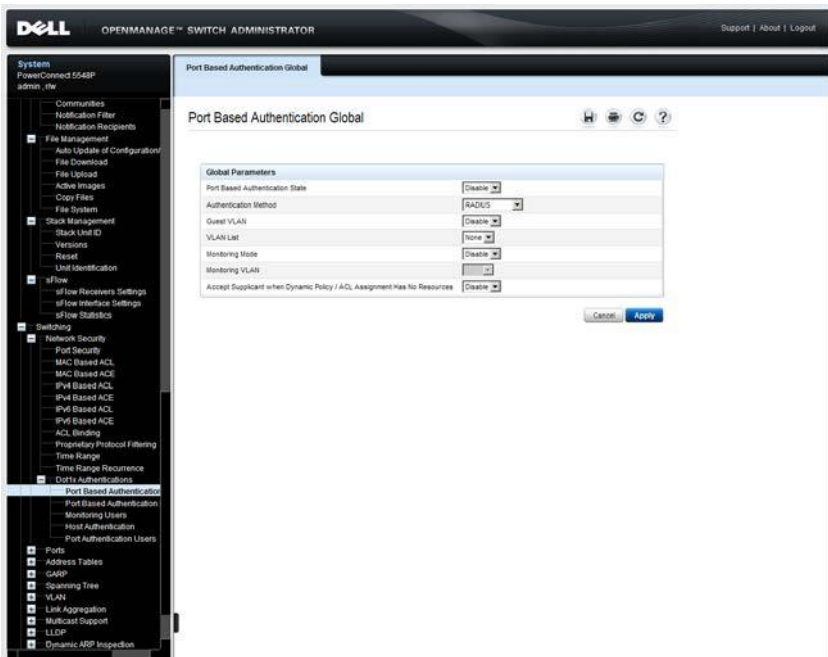 DELL OPENMANAGE™ SWITCH ADMINISTRATOR
Support | About | Logout
System
PowerConnect 5548P
admin , r/w
Communities
Notification Filter
Notification Recipients
File Management
Auto Update of Configuration/
File Download
File Upload
Active Images
Copy Files
File System
Stack Management
Stack Unit ID
Versions
Reset
Unit Identification
sFlow
sFlow Receivers Settings
sFlow Interface Settings
sFlow Statistics
Switching
Network Security
Port Security
MAC Based ACL
MAC Based ACE
IPv4 Based ACL
IPv4 Based ACE
IPv6 Based ACL
IPv6 Based ACE
ACL Binding
Proprietary Protocol Filtering
Time Range
Time Range Recurrence
Dot1x Authentications
Port Based Authentication
Port Based Authentication
Monitoring Users
Host Authentication
Port Authentication Users
Ports
Address Tables
GARP
Spanning Tree
VLAN
Link Aggregation
Multicast Support
LLDP
Dynamic ARP Inspection
Port Based Authentication Global
Port Based Authentication Global
Global Parameters
Port Based Authentication State Disable
Authentication Method RADIUS
Guest VLAN Disable
VLAN List None
Monitoring Mode Disable
Monitoring VLAN
Accept Supplicant when Dynamic Policy / ACL Assignment Has No Resources Disable
Cancel Apply